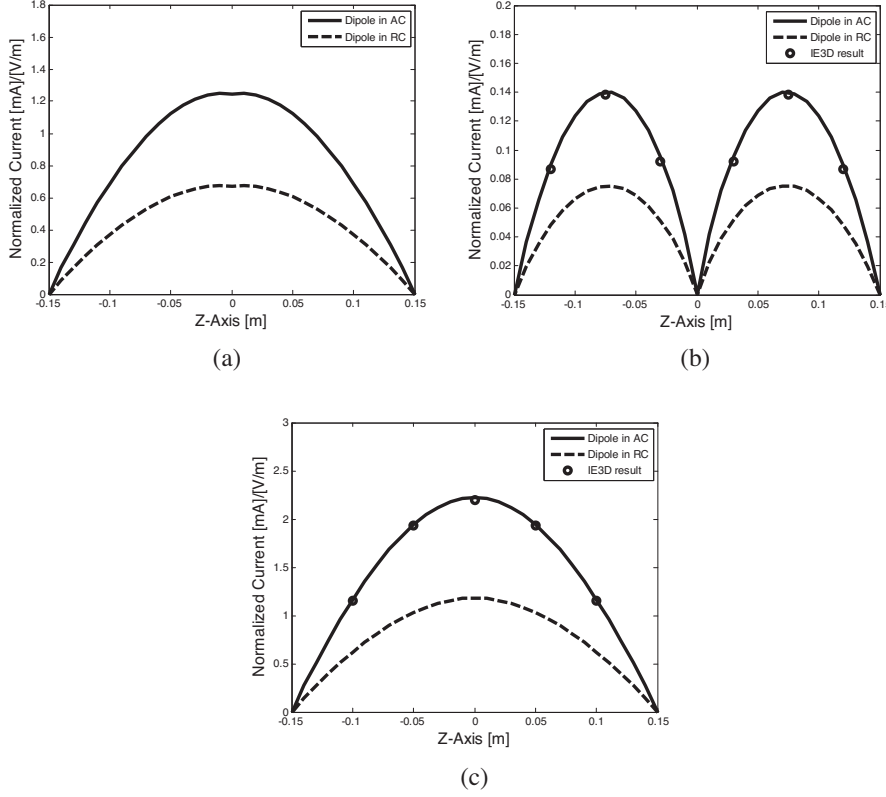 1.8
1.6
1.4
1.2
1
0.8
0.6
0.4
0.2
0
-0.15 -0.1 -0.05 0 0.05 0.1 0.15
Normalized Current [mA]/[V/m]
Z-Axis [m]
Dipole in AC
Dipole in RC
(a)
0.2
0.18
0.16
0.14
0.12
0.1
0.08
0.06
0.04
0.02
0
-0.15 -0.1 -0.05 0 0.05 0.1 0.15
Normalized Current [mA]/[V/m]
Z-Axis [m]
Dipole in AC
Dipole in RC
IE3D result
(b)
3
2.5
2
1.5
1
0.5
0
-0.15 -0.1 -0.05 0 0.05 0.1 0.15
Normalized Current [mA]/[V/m]
Z-Axis [m]
Dipole in AC
Dipole in RC
IE3D result
(c)